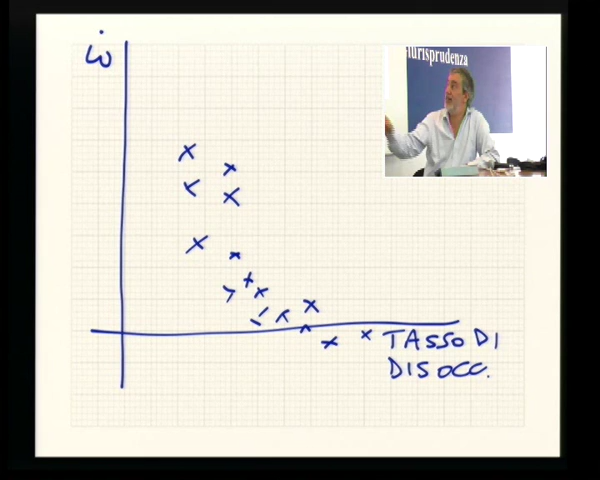 ẇ
iurisprudenza
TASSO DI
DISOCC.